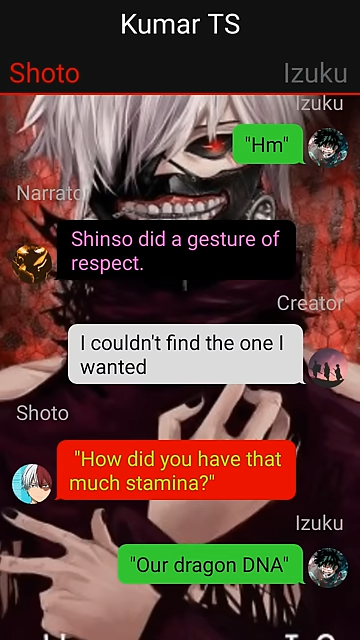 Kumar TS
Shoto Izuku
Izuku
"Hm"
Narrator
Shinso did a gesture of
respect.
Creator
I couldn't find the one I
wanted
Shoto
"How did you have that
much stamina?"
Izuku
"Our dragon DNA"